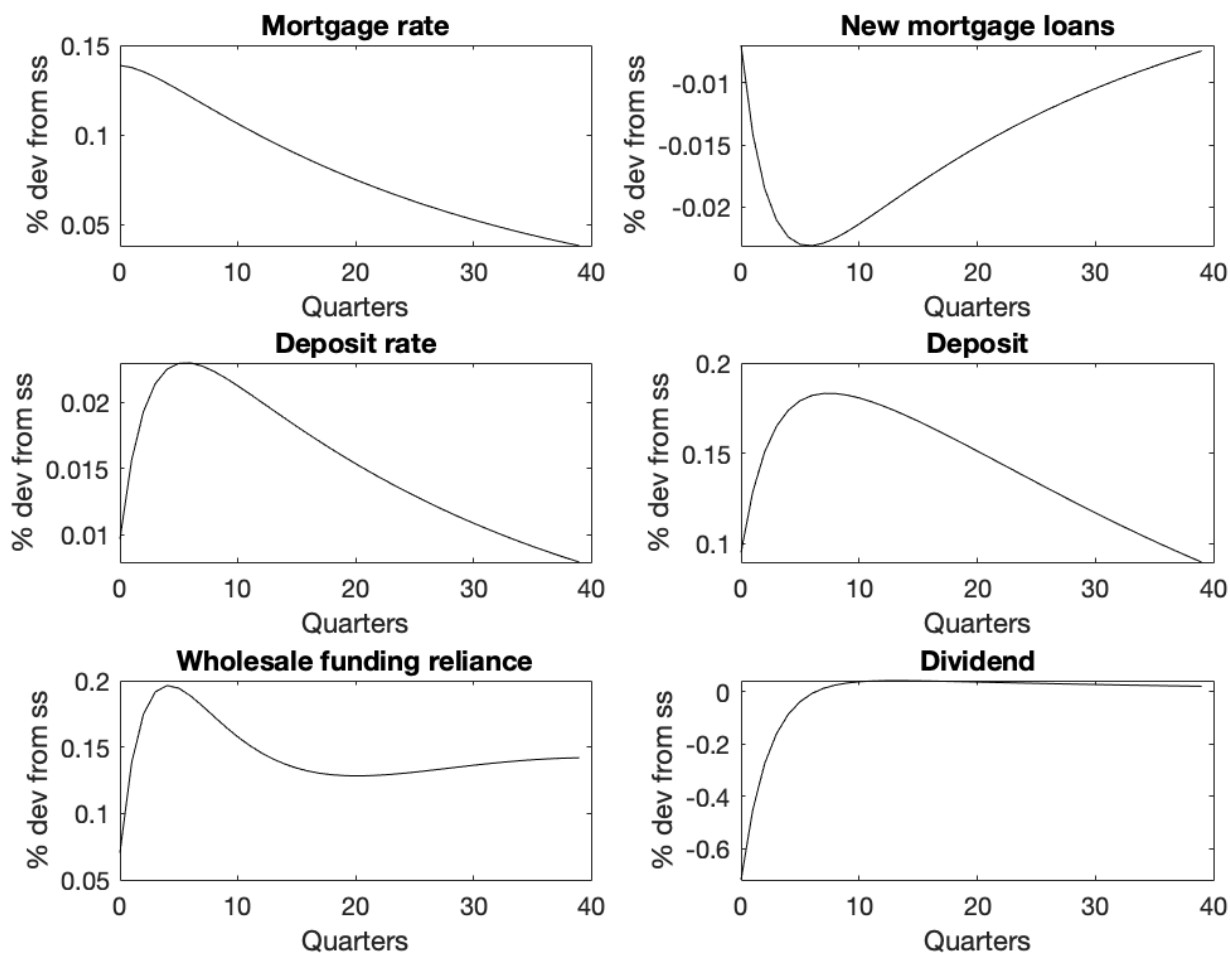 Mortgage rate
% dev from ss
0.15
0.1
0.05
0 10 20 30 40
Quarters
New mortgage loans
% dev from ss
-0.01
-0.015
-0.02
0 10 20 30 40
Quarters
Deposit rate
% dev from ss
0.02
0.015
0.01
0 10 20 30 40
Quarters
Deposit
% dev from ss
0.2
0.15
0.1
0 10 20 30 40
Quarters
Wholesale funding reliance
% dev from ss
0.2
0.15
0.1
0.05
0 10 20 30 40
Quarters
Dividend
% dev from ss
0
-0.2
-0.4
-0.6
0 10 20 30 40
Quarters